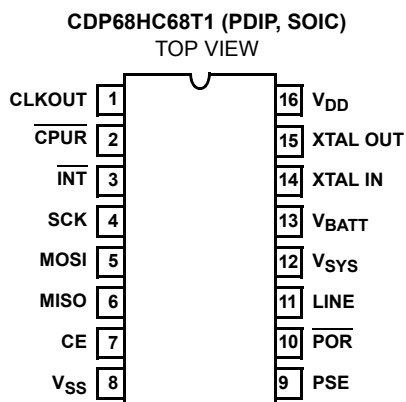 CDP68HC68T1 (PDIP, SOIC)
TOP VIEW
CLKOUT 1
CPUR 2
INT 3
SCK 4
MOSI 5
MISO 6
CE 7
VSS 8
16 VDD
15 XTAL OUT
14 XTAL IN
13 VBATT
12 VSYS
11 LINE
10 POR
9 PSE